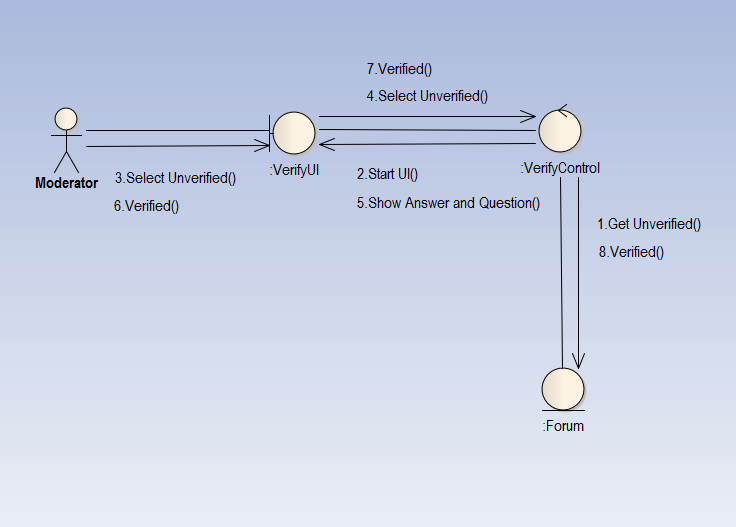 7.Verified()
4.Select Unverified()
Moderator
3.Select Unverified()
6.Verified()
:VerifyUI
2.Start UI()
5.Show Answer and Question()
:VerifyControl
1.Get Unverified()
8.Verified()
:Forum